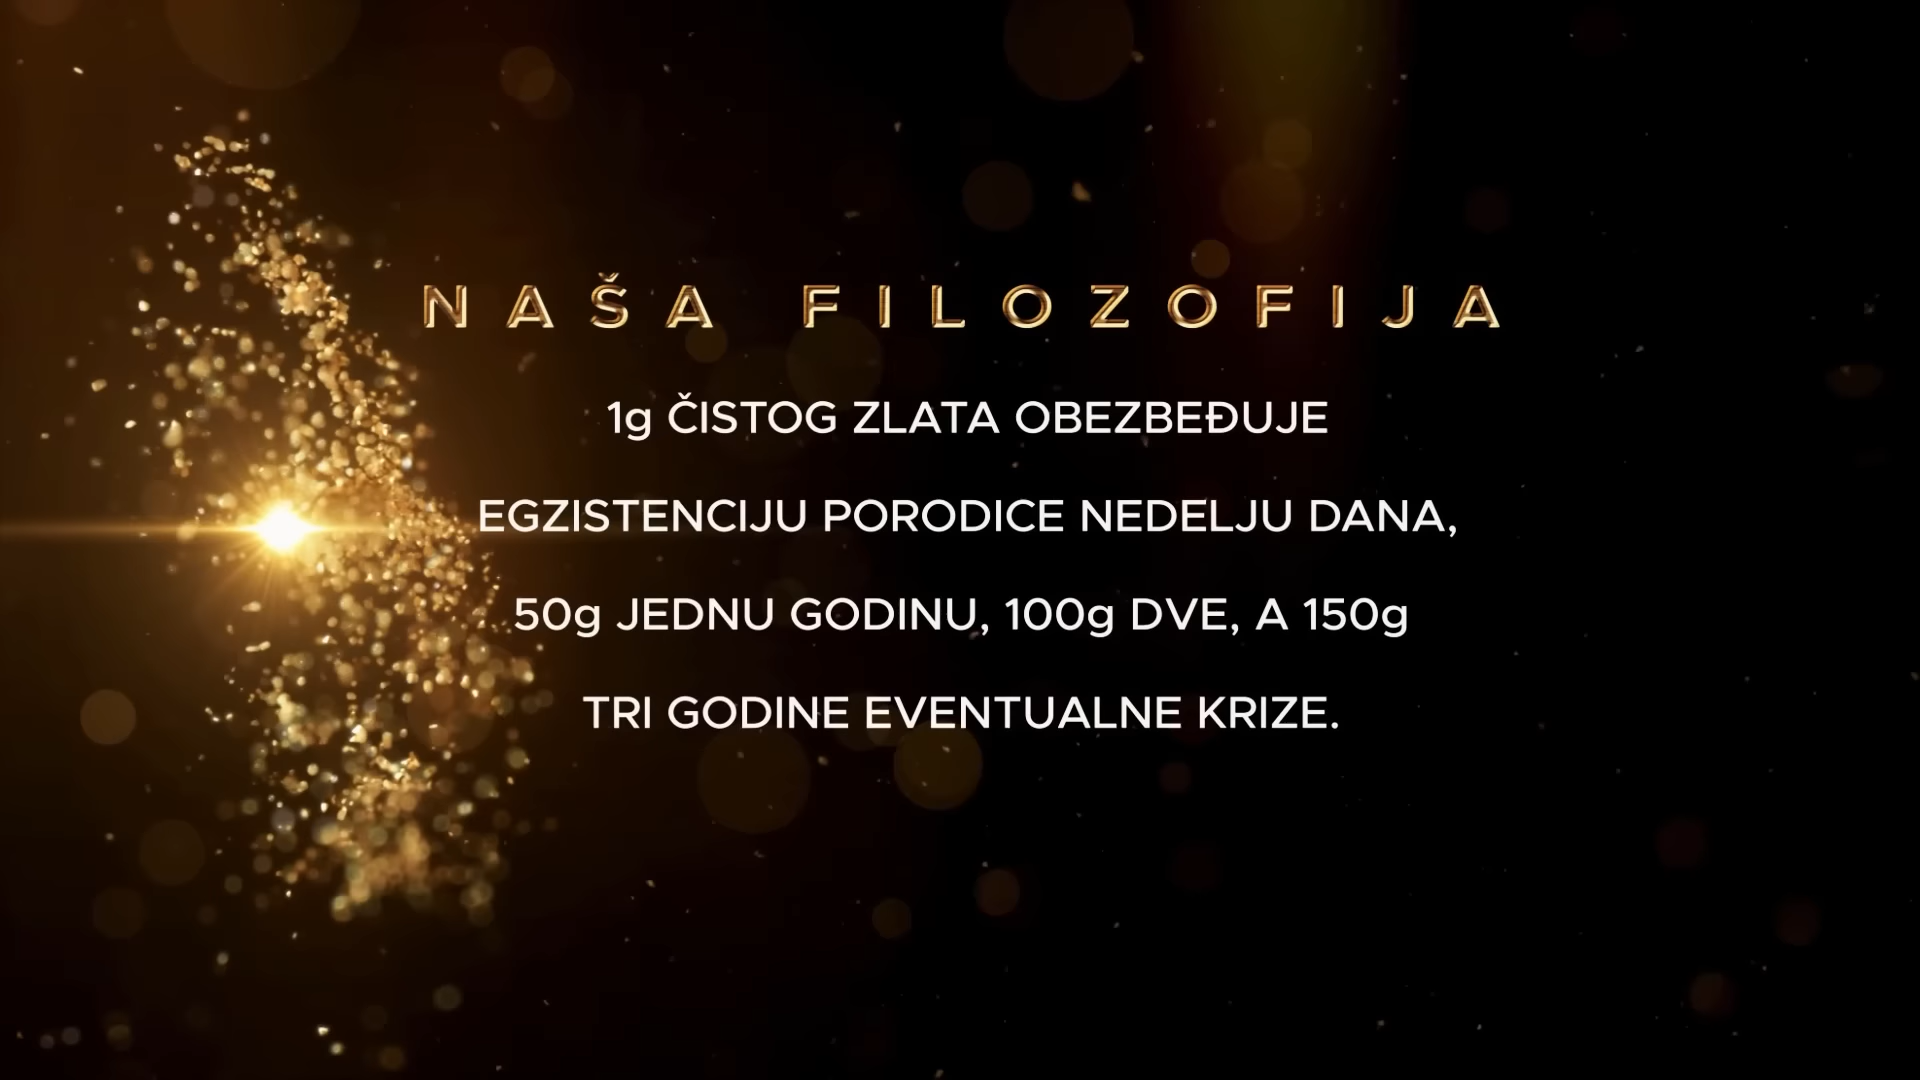 NAŠA FILOZOFIJA
1g ČISTOG ZLATA OBEZBEĐUJE
EGZISTENCIJU PORODICE NEDELJU DANA,
50g JEDNU GODINU, 100g DVE, A 150g
TRI GODINE EVENTUALNE KRIZE.